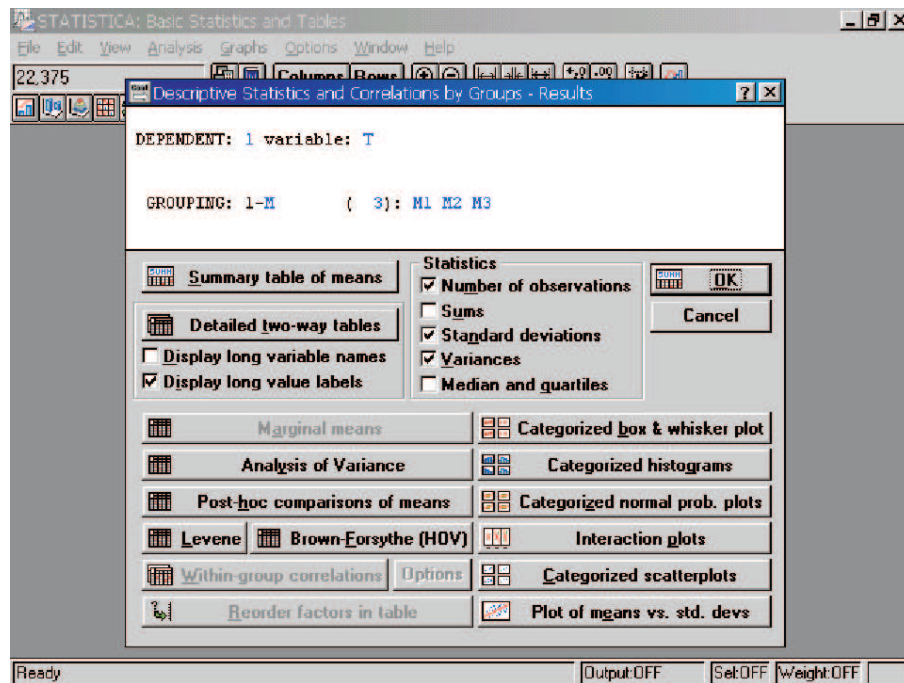 STATISTICA: Basic Statistics and Tables
File Edit View Analysis Graphs Options Window Help
22,375
Columns Rows
Descriptive Statistics and Correlations by Groups - Results
DEPENDENT: 1 variable: T
GROUPING: 1-M ( 3): M1 M2 M3
Summary table of means
Detailed two-way tables
Display long variable names
Display long value labels
Statistics
Number of observations
Sums
Standard deviations
Variances
Median and quartiles
OK
Cancel
Marginal means
Categorized box & whisker plot
Analysis of Variance
Categorized histograms
Post-hoc comparisons of means
Categorized normal prob. plots
Levene Brown-Forsythe (HOV)
Interaction plots
Within-group correlations Options
Categorized scatterplots
Reorder factors in table
Plot of means vs. std. devs
Ready Output:OFF Sel:OFF Weight:OFF